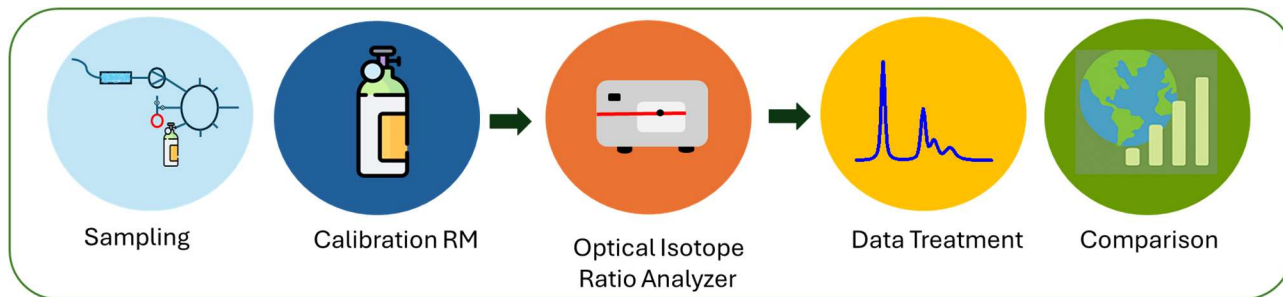 Sampling
Calibration RM
Optical Isotope
Ratio Analyzer
Data Treatment
Comparison